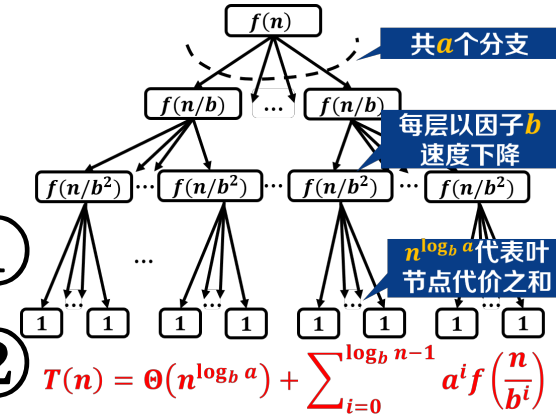 f(n)
共a个分支
f(n/b) … f(n/b)
每层以因子b
速度下降
f(n/b²) … f(n/b²) … f(n/b²) … f(n/b²)
…
n^{log_b a}代表叶
节点代价之和
… … … …
1 1 1 1 1 1 1 1
2
T(n) = Θ(n^{log_b a}) + ∑_{i=0}^{log_b n−1} a^i f(n/b^i)